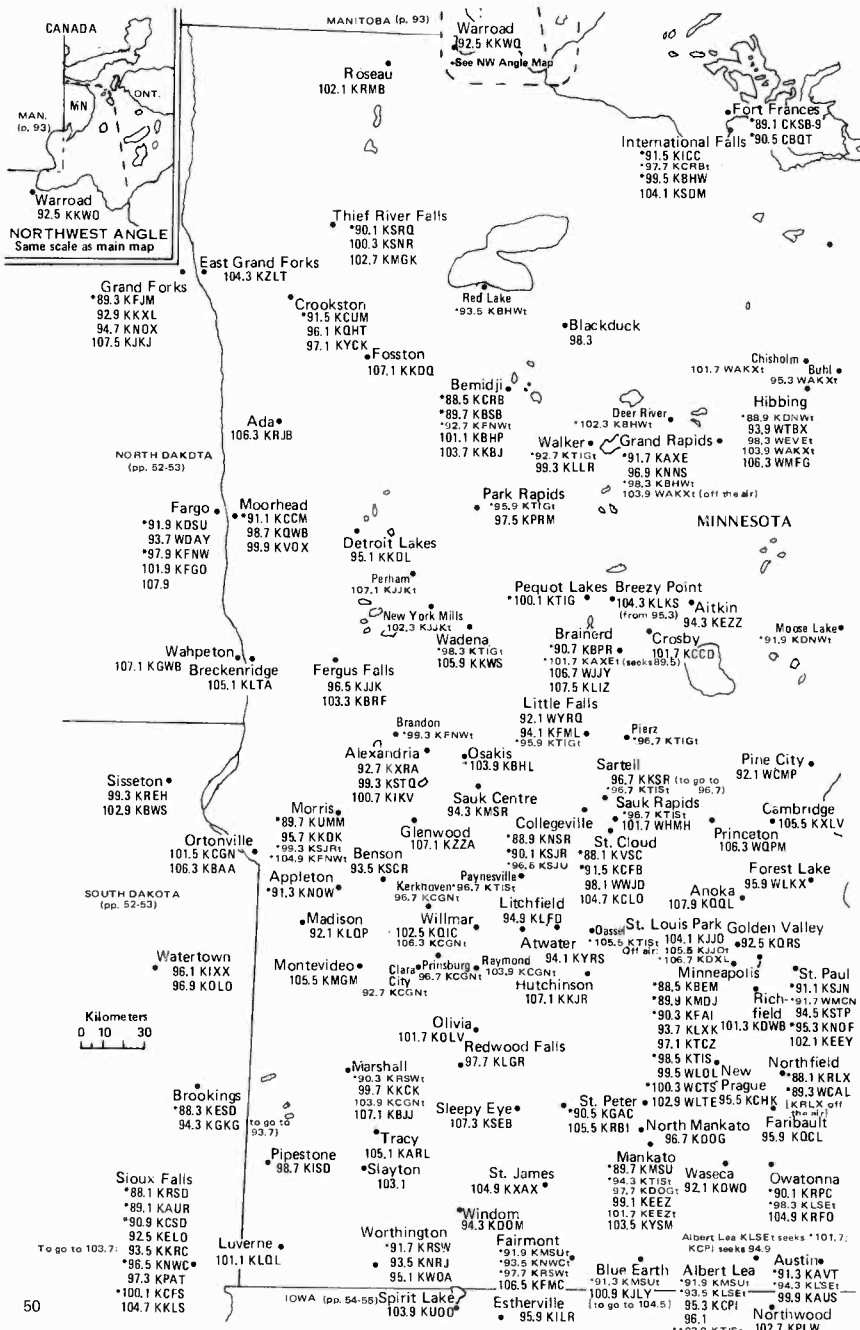 CANADA
MANITOBA (p. 93)
MN
ONT.
MAN.
(p. 93)
Warroad
92.5 KKWQ
NORTHWEST ANGLE
Same scale as main map
Warroad
92.5 KKWQ
See NW Angle Map
Roseau
102.1 KRMB
Fort Frances
*89.1 CKSB-9
*90.5 CBQT
International Falls
*91.5 KICC
*97.7 KCRBt
*99.5 KBHW
104.1 KSDM
Thief River Falls
*90.1 KSRQ
100.3 KSNR
102.7 KMGK
East Grand Forks
104.3 KZLT
Grand Forks
*89.3 KFJM
92.9 KKXL
94.7 KNOX
107.5 KJKJ
Crookston
*91.5 KCUM
96.1 KQHT
97.1 KYCK
Red Lake
*93.5 KBHWt
Blackduck
98.3
Fosston
107.1 KKDQ
Chisholm
101.7 WAKXt
Buhl
95.3 WAKXt
Bemidji
*88.5 KCRB
*89.7 KBSB
*92.7 KFNWt
101.1 KBHP
103.7 KKBJ
Hibbing
*88.9 KDNWt
93.9 WTBX
98.3 WEVEt
103.9 WAKXt
106.3 WMFG
Ada
106.3 KRJB
Deer River
*102.3 KBHWt
Walker
*92.7 KTIGt
99.3 KLLR
Grand Rapids
*91.7 KAXE
96.9 KNNS
*98.3 KBHWt
103.9 WAKXt (off the air)
NORTH DAKOTA
(pp. 52-53)
Park Rapids
*95.9 KTIGt
97.5 KPRM
MINNESOTA
Fargo
*91.9 KDSU
93.7 WDAY
*97.9 KFNW
101.9 KFGO
107.9
Moorhead
*91.1 KCCM
98.7 KQWB
99.9 KVOX
Detroit Lakes
95.1 KKDL
Perham
107.1 KJJKt
New York Mills
102.3 KJJKt
Wadena
*98.3 KTIGt
105.9 KKWS
Pequot Lakes
*100.1 KTIG
Breezy Point
104.3 KLKS
(from 95.3)
Aitkin
94.3 KEZZ
Brainerd
*90.7 KBPR
*101.7 KAXEt (seeks 89.5)
106.7 WJJY
107.5 KLIZ
Crosby
101.7 KCCD
Moose Lake
*91.9 KDNWt
Wahpeton
107.1 KGWB
Breckenridge
105.1 KLTA
Fergus Falls
96.5 KJJK
103.3 KBRF
Little Falls
92.1 WYRQ
94.1 KFML
*95.9 KTIGt
Brandon
*99.3 KFNWt
Pierz
*96.7 KTIGt
Alexandria
92.7 KXRA
99.3 KSTQ
100.7 KIKV
Osakis
*103.9 KBHL
Sartell
96.7 KKSR (to go to
*96.7 KTISt 96.7)
Pine City
92.1 WCMP
Sisseton
99.3 KREH
102.9 KBWS
Sauk Centre
94.3 KMSR
Sauk Rapids
*96.7 KTISt
101.7 WHMH
Cambridge
*105.5 KXLV
Morris
*89.7 KUMM
95.7 KKDK
*99.3 KSJRt
*104.9 KFNWt
Glenwood
107.1 KZZA
Collegeville
*88.9 KNSR
*90.1 KSJR
*96.5 KSJU
Princeton
106.3 WQPM
Ortonville
101.5 KCGN
106.3 KBAA
Benson
93.5 KSCR
St. Cloud
*88.1 KVSC
*91.5 KCFB
98.1 WWJD
104.7 KCLO
Forest Lake
95.9 WLKX
Appleton
*91.3 KNOW
Kerkhoven
96.7 KCGNt
Paynesville
*96.7 KTISt
Anoka
107.9 KQQL
SOUTH DAKOTA
(pp. 52-53)
Madison
92.1 KLQP
Willmar
102.5 KQIC
106.3 KCGNt
Litchfield
94.9 KLFD
Dassel
*105.5 KTISt
St. Louis Park
104.1 KJJO
Off air: 105.5 KJJOt
*106.7 KDXL
Golden Valley
92.5 KQRS
Atwater
94.1 KYRS
Watertown
96.1 KIXX
96.9 KOLO
Montevideo
105.5 KMGM
Clara City
92.7 KCGNt
Prinsburg
96.7 KCGNt
Raymond
103.9 KCGNt
Hutchinson
107.1 KKJR
Minneapolis
*88.5 KBEM
*89.9 KMOJ
*90.3 KFAI
93.7 KLXK
97.1 KTCZ
*98.5 KTIS
99.5 WLOL
*100.3 WCTS
102.9 WLTE
Richfield
101.3 KDWB
St. Paul
*91.1 KSJN
*91.7 WMCN
94.5 KSTP
*95.3 KNOF
102.1 KEEY
Kilometers
0 10 30
Olivia
101.7 KOLV
Redwood Falls
97.7 KLGR
New Prague
95.5 KCHK
Northfield
*88.1 KRLX
*89.3 WCAL
(KRLX off the air)
Marshall
*90.3 KRSWt
99.7 KKCK
103.9 KCGNt
107.1 KBJJ
Brookings
*88.3 KESD
94.3 KGKG (to go to 93.7)
Sleepy Eye
107.3 KSEB
St. Peter
*90.5 KGAC
105.5 KRBI
North Mankato
96.7 KDOG
Faribault
95.9 KQCL
Tracy
105.1 KARL
Pipestone
98.7 KISD
Slayton
103.1
Mankato
*89.7 KMSU
*94.3 KTISt
97.7 KDOGt
99.1 KEEZ
101.7 KEEZt
103.5 KYSM
Waseca
92.1 KOWO
Owatonna
*90.1 KRPC
*98.3 KLSEt
104.9 KRFO
St. James
104.9 KXAX
Sioux Falls
*88.1 KRSD
*89.1 KAUR
*90.9 KCSD
92.5 KELO
To go to 103.7: 93.5 KKRC
*96.5 KNWC
97.3 KPAT
*100.1 KCFS
104.7 KKLS
Windom
94.3 KDOM
Luverne
101.1 KLQL
Worthington
*91.7 KRSW
93.5 KNRJ
95.1 KWOA
Fairmont
*91.9 KMSUt
*93.5 KNWCt
*97.7 KRSWt
106.5 KFMC
Albert Lea KLSEt seeks *101.7;
KCPI seeks 94.9
Blue Earth
*91.3 KMSUt
100.9 KJLY
(to go to 104.5)
Albert Lea
*91.9 KMSUt
*93.5 KLSEt
95.3 KCPI
96.1
Austin
*91.3 KAVT
*94.3 KLSEt
99.9 KAUS
50
IOWA (pp. 54-55)
Spirit Lake
103.9 KUOO
Estherville
95.9 KILR
Northwood
102.7 KPLW